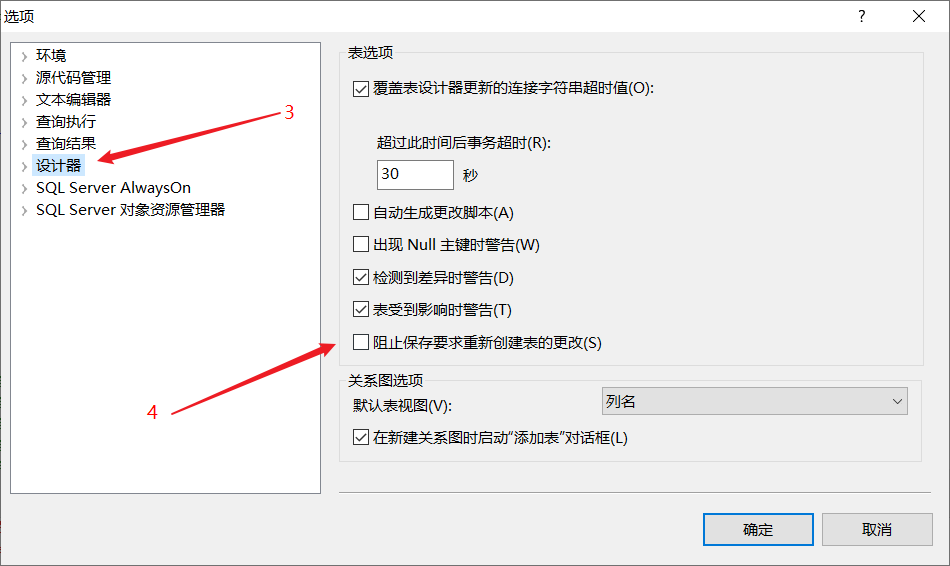 选项
?
环境
源代码管理
文本编辑器
查询执行
查询结果
设计器
SQL Server AlwaysOn
SQL Server 对象资源管理器
3
4
表选项
覆盖表设计器更新的连接字符串超时值(O):
超过此时间后事务超时(R):
30 秒
自动生成更改脚本(A)
出现 Null 主键时警告(W)
检测到差异时警告(D)
表受到影响时警告(T)
阻止保存要求重新创建表的更改(S)
关系图选项
默认表视图(V): 列名
在新建关系图时启动“添加表”对话框(L)
确定 取消